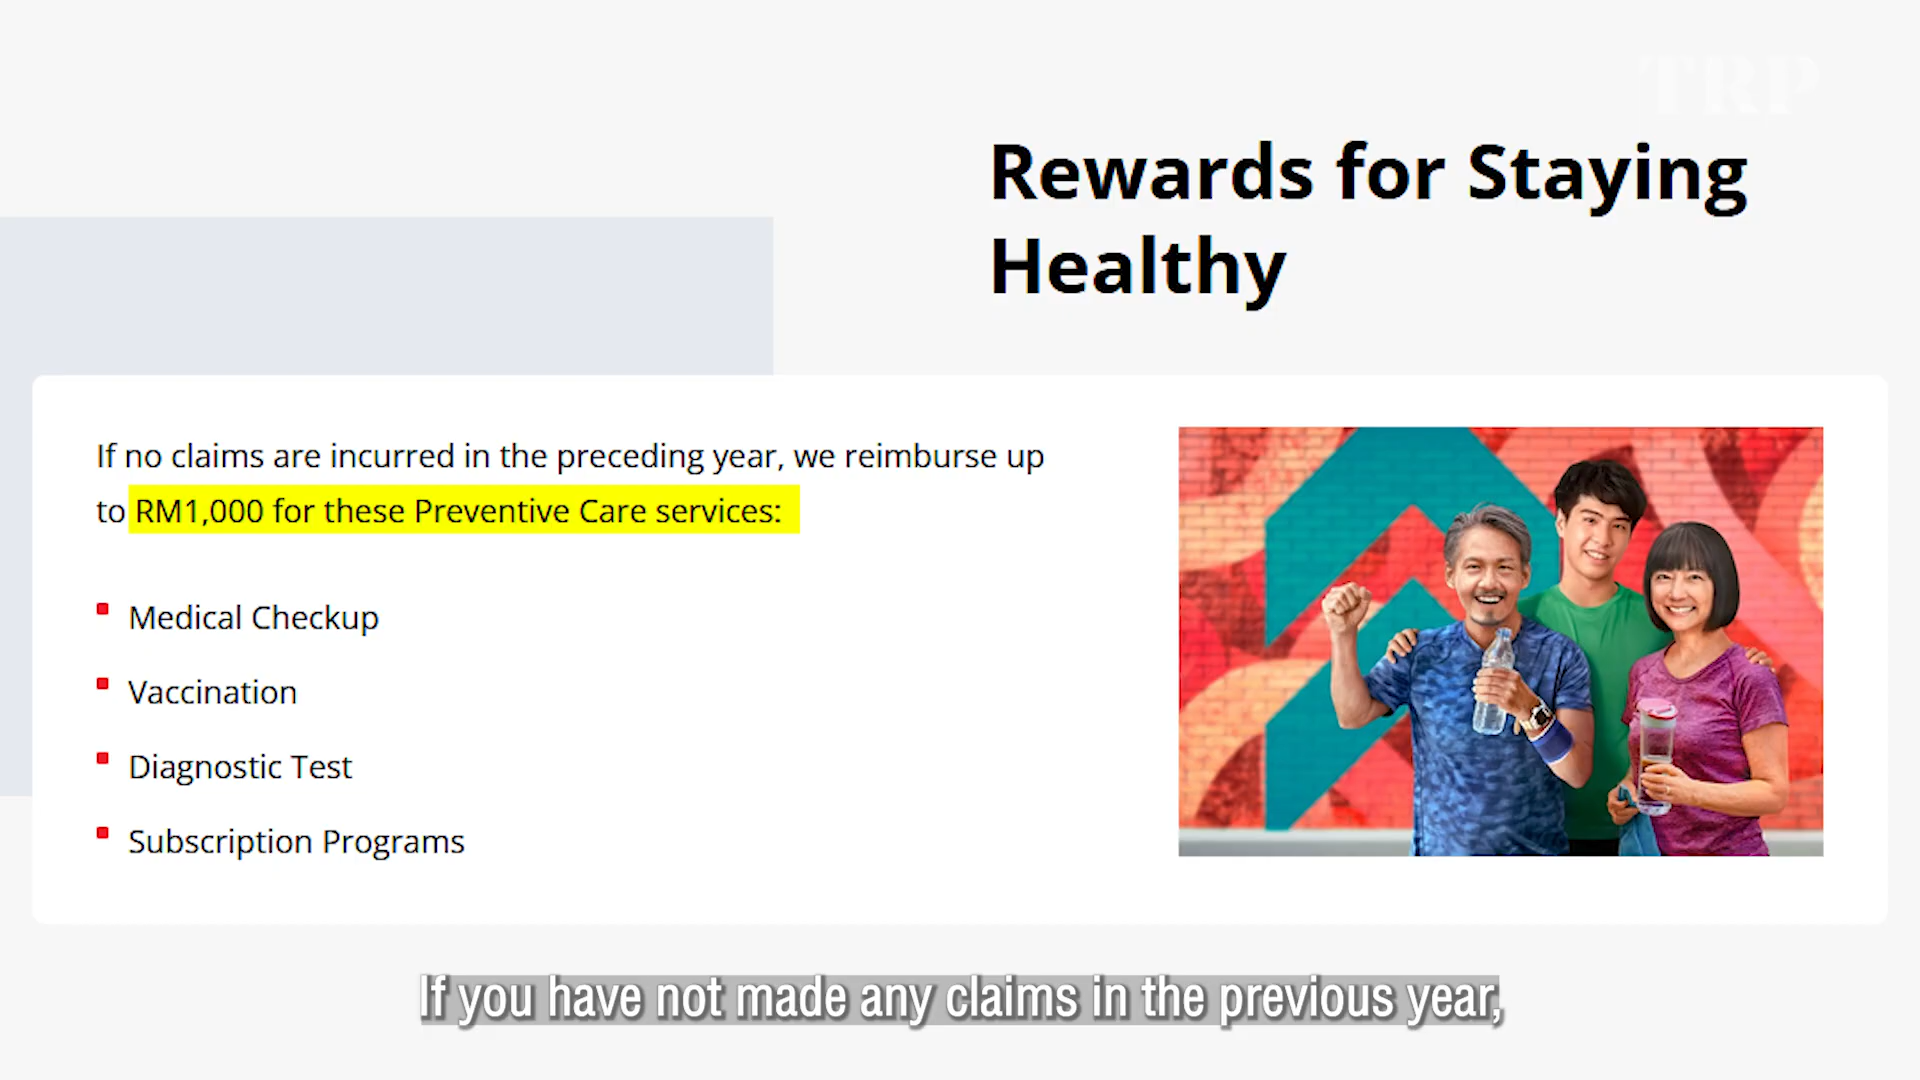 TRP
Rewards for Staying
Healthy
If no claims are incurred in the preceding year, we reimburse up
to RM1,000 for these Preventive Care services:
Medical Checkup
Vaccination
Diagnostic Test
Subscription Programs
If you have not made any claims in the previous year,